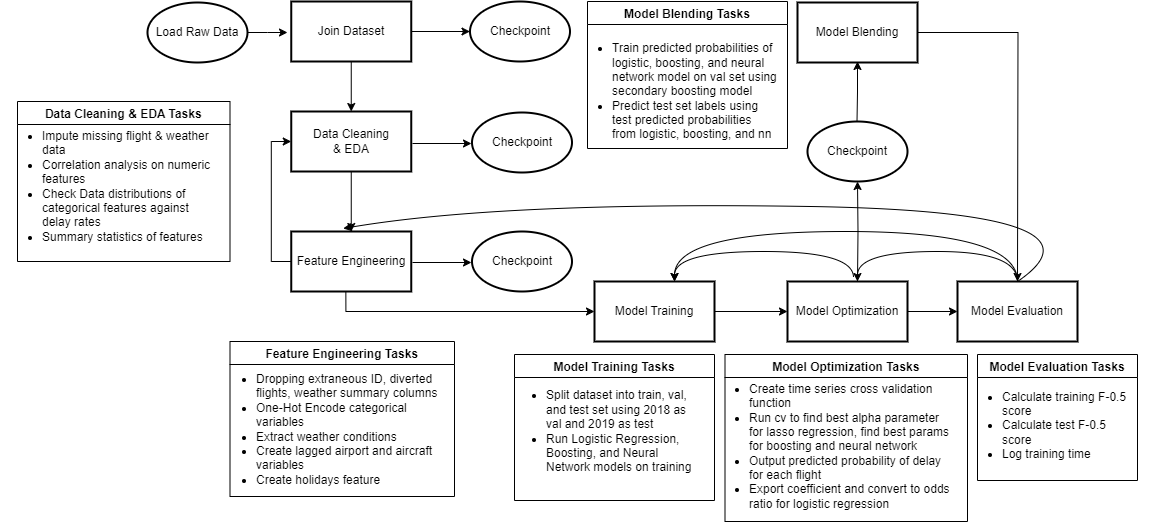 Load Raw Data
Join Dataset
Checkpoint
Model Blending Tasks
Train predicted probabilities of
logistic, boosting, and neural
network model on val set using
secondary boosting model
Predict test set labels using
test predicted probabilities
from logistic, boosting, and nn
Model Blending
Data Cleaning & EDA Tasks
Impute missing flight & weather
data
Correlation analysis on numeric
features
Check Data distributions of
categorical features against
delay rates
Summary statistics of features
Data Cleaning
& EDA
Checkpoint
Checkpoint
Feature Engineering
Checkpoint
Model Training
Model Optimization
Model Evaluation
Feature Engineering Tasks
Dropping extraneous ID, diverted
flights, weather summary columns
One-Hot Encode categorical
variables
Extract weather conditions
Create lagged airport and aircraft
variables
Create holidays feature
Model Training Tasks
Split dataset into train, val,
and test set using 2018 as
val and 2019 as test
Run Logistic Regression,
Boosting, and Neural
Network models on training
Model Optimization Tasks
Create time series cross validation
function
Run cv to find best alpha parameter
for lasso regression, find best params
for boosting and neural network
Output predicted probability of delay
for each flight
Export coefficient and convert to odds
ratio for logistic regression
Model Evaluation Tasks
Calculate training F-0.5
score
Calculate test F-0.5
score
Log training time